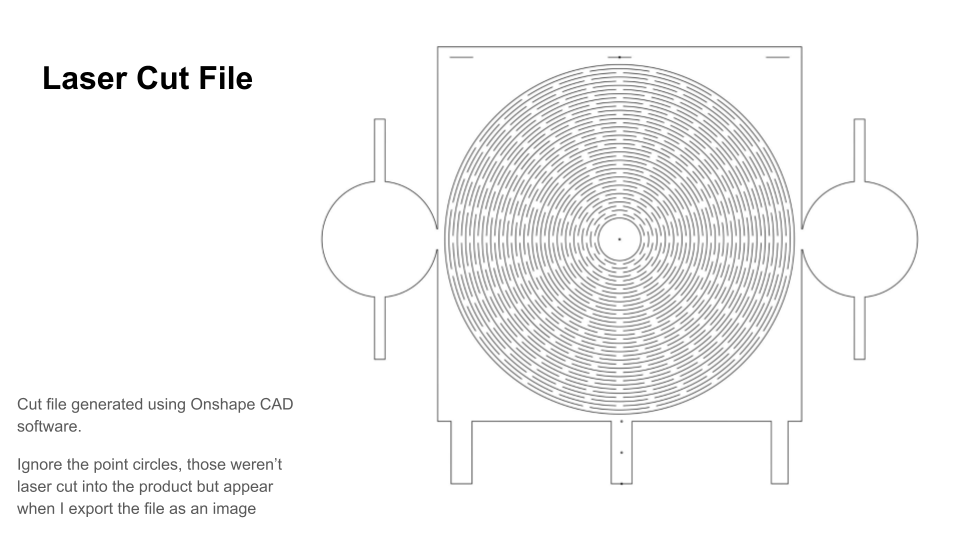 Laser Cut File
Cut file generated using Onshape CAD
software.
Ignore the point circles, those weren’t
laser cut into the product but appear
when I export the file as an image